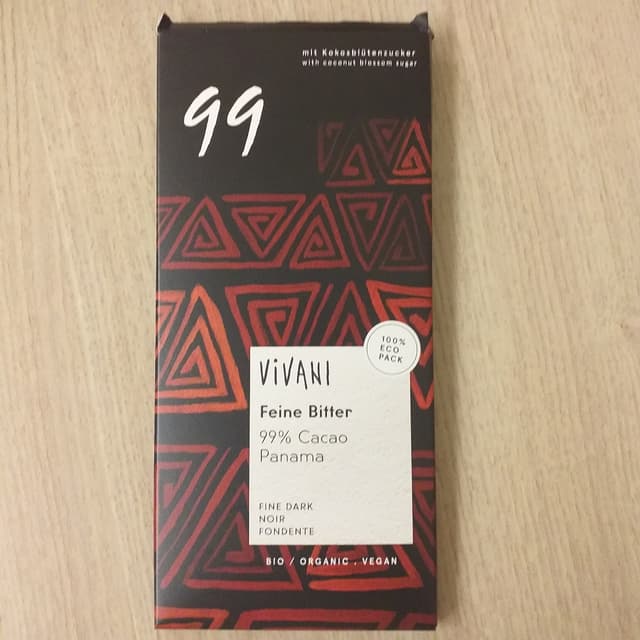 mit Kokosblütenzucker
with coconut blossom sugar
99
100%
ECO
PACK
ViVANI
Feine Bitter
99% Cacao
Panama
FINE DARK
NOIR
FONDENTE
BIO / ORGANIC . VEGAN